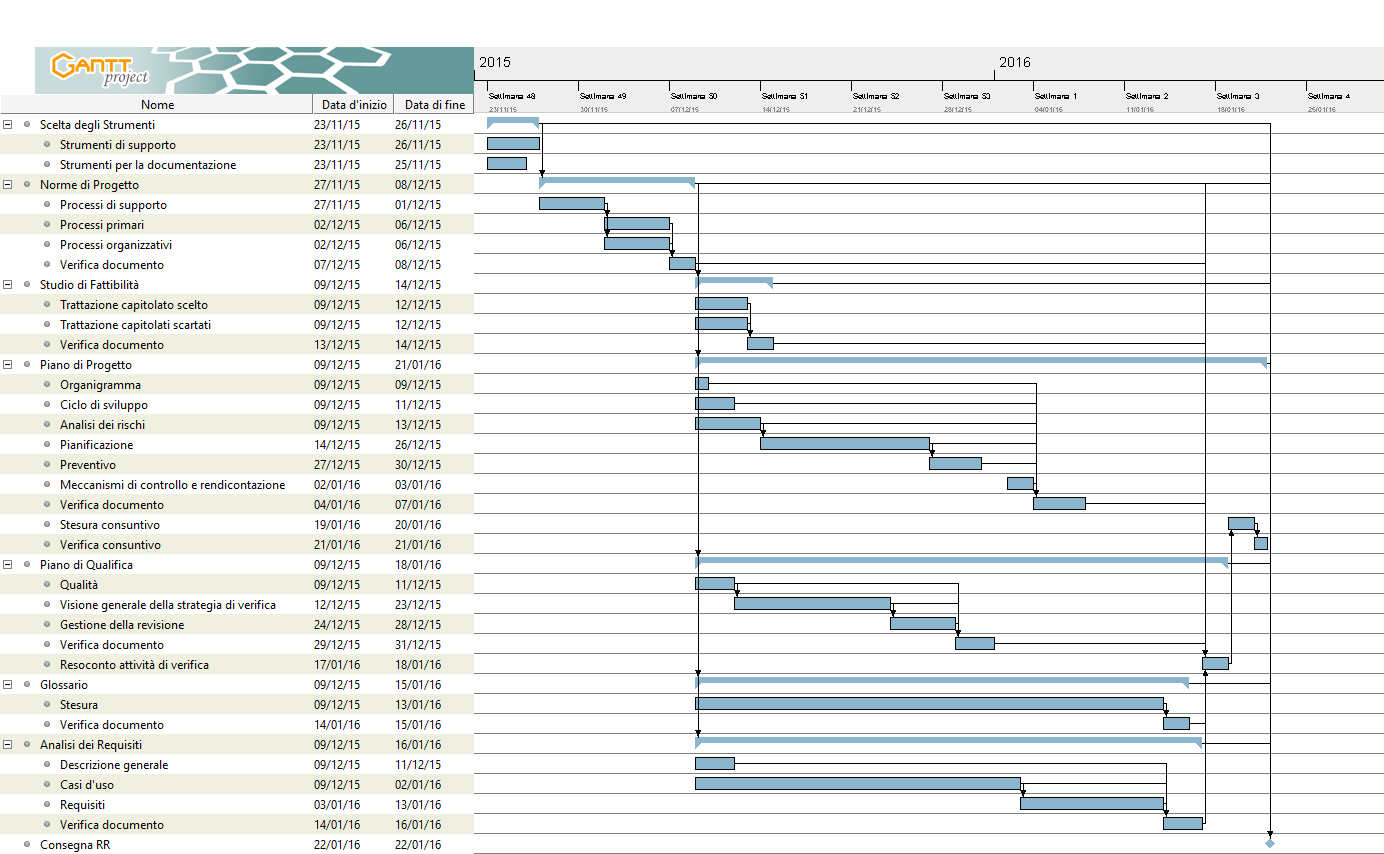 GANTT
project
2015 2016
Settimana 48 Settimana 49 Settimana 50 Settimana 51 Settimana 52 Settimana 53 Settimana 1 Settimana 2 Settimana 3 Settimana 4
Nome Data d'inizio Data di fine 23/11/15 30/11/15 07/12/15 14/12/15 21/12/15 28/12/15 04/01/16 11/01/16 18/01/16 25/01/16
Scelta degli Strumenti 23/11/15 26/11/15
Strumenti di supporto 23/11/15 26/11/15
Strumenti per la documentazione 23/11/15 25/11/15
Norme di Progetto 27/11/15 08/12/15
Processi di supporto 27/11/15 01/12/15
Processi primari 02/12/15 06/12/15
Processi organizzativi 02/12/15 06/12/15
Verifica documento 07/12/15 08/12/15
Studio di Fattibilità 09/12/15 14/12/15
Trattazione capitolato scelto 09/12/15 12/12/15
Trattazione capitolati scartati 09/12/15 12/12/15
Verifica documento 13/12/15 14/12/15
Piano di Progetto 09/12/15 21/01/16
Organigramma 09/12/15 09/12/15
Ciclo di sviluppo 09/12/15 11/12/15
Analisi dei rischi 09/12/15 13/12/15
Pianificazione 14/12/15 26/12/15
Preventivo 27/12/15 30/12/15
Meccanismi di controllo e rendicontazione 02/01/16 03/01/16
Verifica documento 04/01/16 07/01/16
Stesura consuntivo 19/01/16 20/01/16
Verifica consuntivo 21/01/16 21/01/16
Piano di Qualifica 09/12/15 18/01/16
Qualità 09/12/15 11/12/15
Visione generale della strategia di verifica 12/12/15 23/12/15
Gestione della revisione 24/12/15 28/12/15
Verifica documento 29/12/15 31/12/15
Resoconto attività di verifica 17/01/16 18/01/16
Glossario 09/12/15 15/01/16
Stesura 09/12/15 13/01/16
Verifica documento 14/01/16 15/01/16
Analisi dei Requisiti 09/12/15 16/01/16
Descrizione generale 09/12/15 11/12/15
Casi d'uso 09/12/15 02/01/16
Requisiti 03/01/16 13/01/16
Verifica documento 14/01/16 16/01/16
Consegna RR 22/01/16 22/01/16